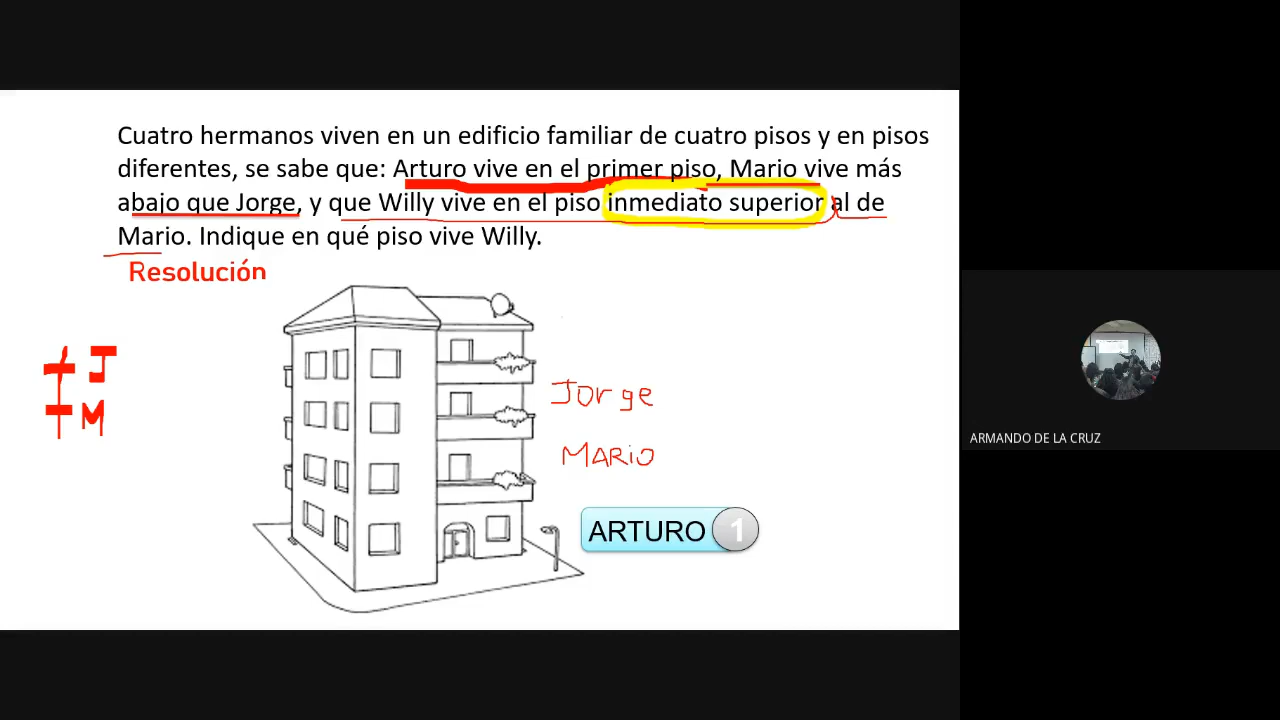 Cuatro hermanos viven en un edificio familiar de cuatro pisos y en pisos
diferentes, se sabe que: Arturo vive en el primer piso, Mario vive más
abajo que Jorge, y que Willy vive en el piso inmediato superior al de
Mario. Indique en qué piso vive Willy.
Resolución
J
M
Jorge
MARiO
ARTURO 1
ARMANDO DE LA CRUZ